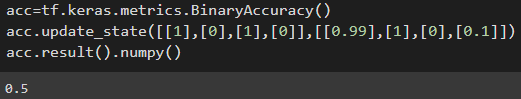 acc=tf.keras.metrics.BinaryAccuracy()
acc.update_state([[1],[0],[1],[0]],[[0.99],[1],[0],[0.1]])
acc.result().numpy()
0.5